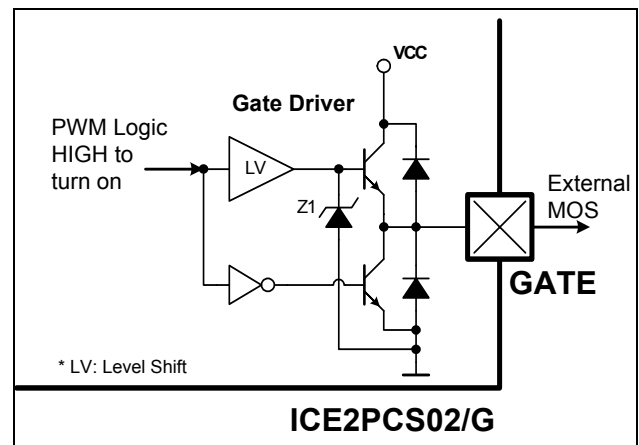 VCC
Gate Driver
PWM Logic
HIGH to
turn on
LV
Z1
External
MOS
GATE
* LV: Level Shift
ICE2PCS02/G